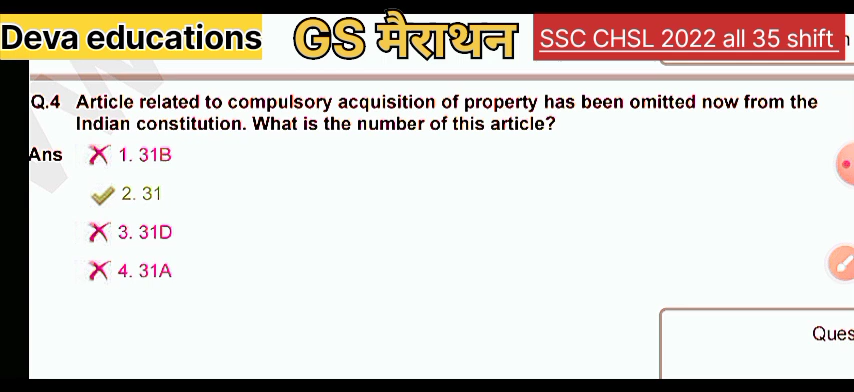 Deva educations GS मैराथन SSC CHSL 2022 all 35 shift
Q.4 Article related to compulsory acquisition of property has been omitted now from the
Indian constitution. What is the number of this article?
Ans 1. 31B
2. 31
3. 31D
4. 31A
Ques